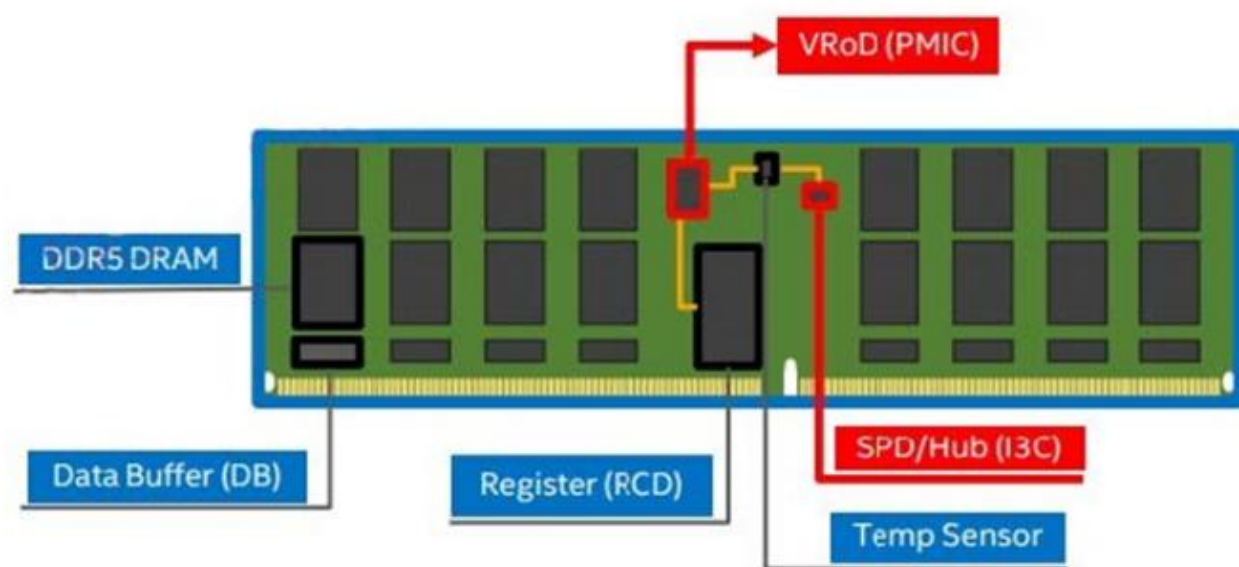 VRoD (PMIC)
DDR5 DRAM
Data Buffer (DB)
Register (RCD)
SPD/Hub (I3C)
Temp Sensor